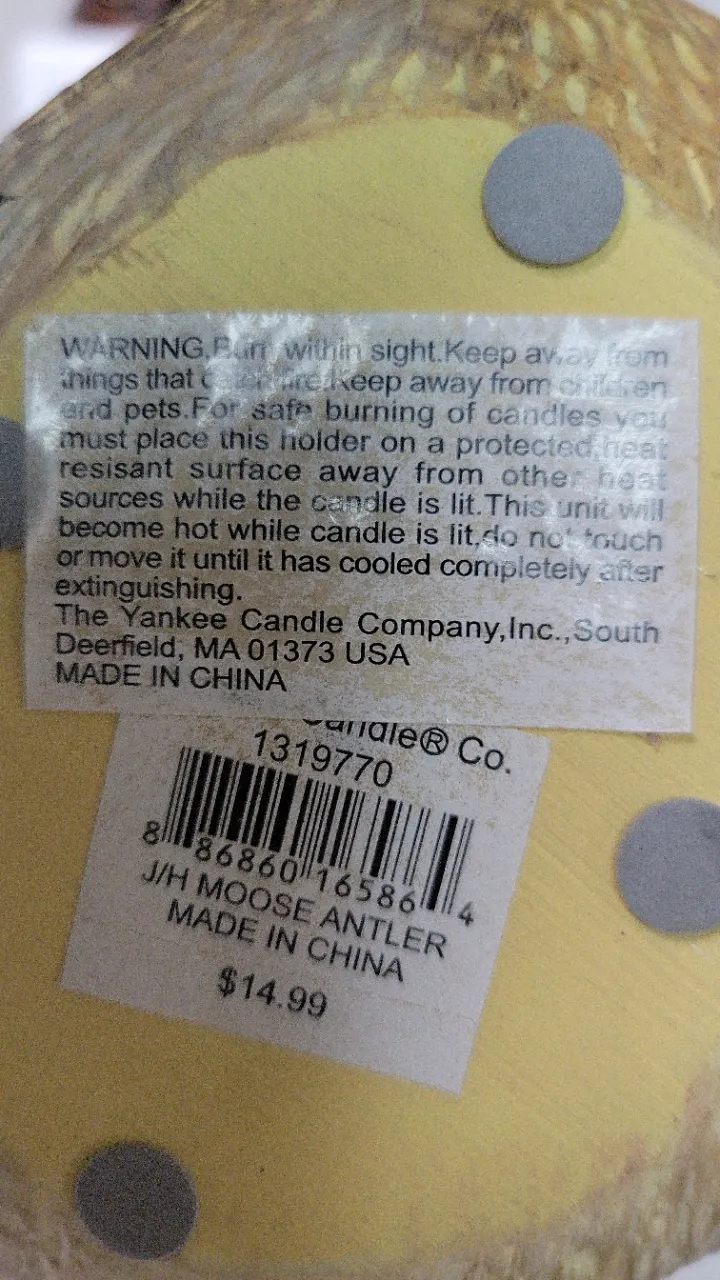 WARNING.Burn within sight.Keep away from
things that catch fire.Keep away from children
and pets.For safe burning of candles you
must place this holder on a protected,heat
resisant surface away from other heat
sources while the candle is lit.This unit will
become hot while candle is lit,do not touch
or move it until it has cooled completely after
extinguishing.
The Yankee Candle Company,Inc.,South
Deerfield, MA 01373 USA
MADE IN CHINA
Candle® Co.
1319770
8 86860 16586 4
J/H MOOSE ANTLER
MADE IN CHINA
$14.99